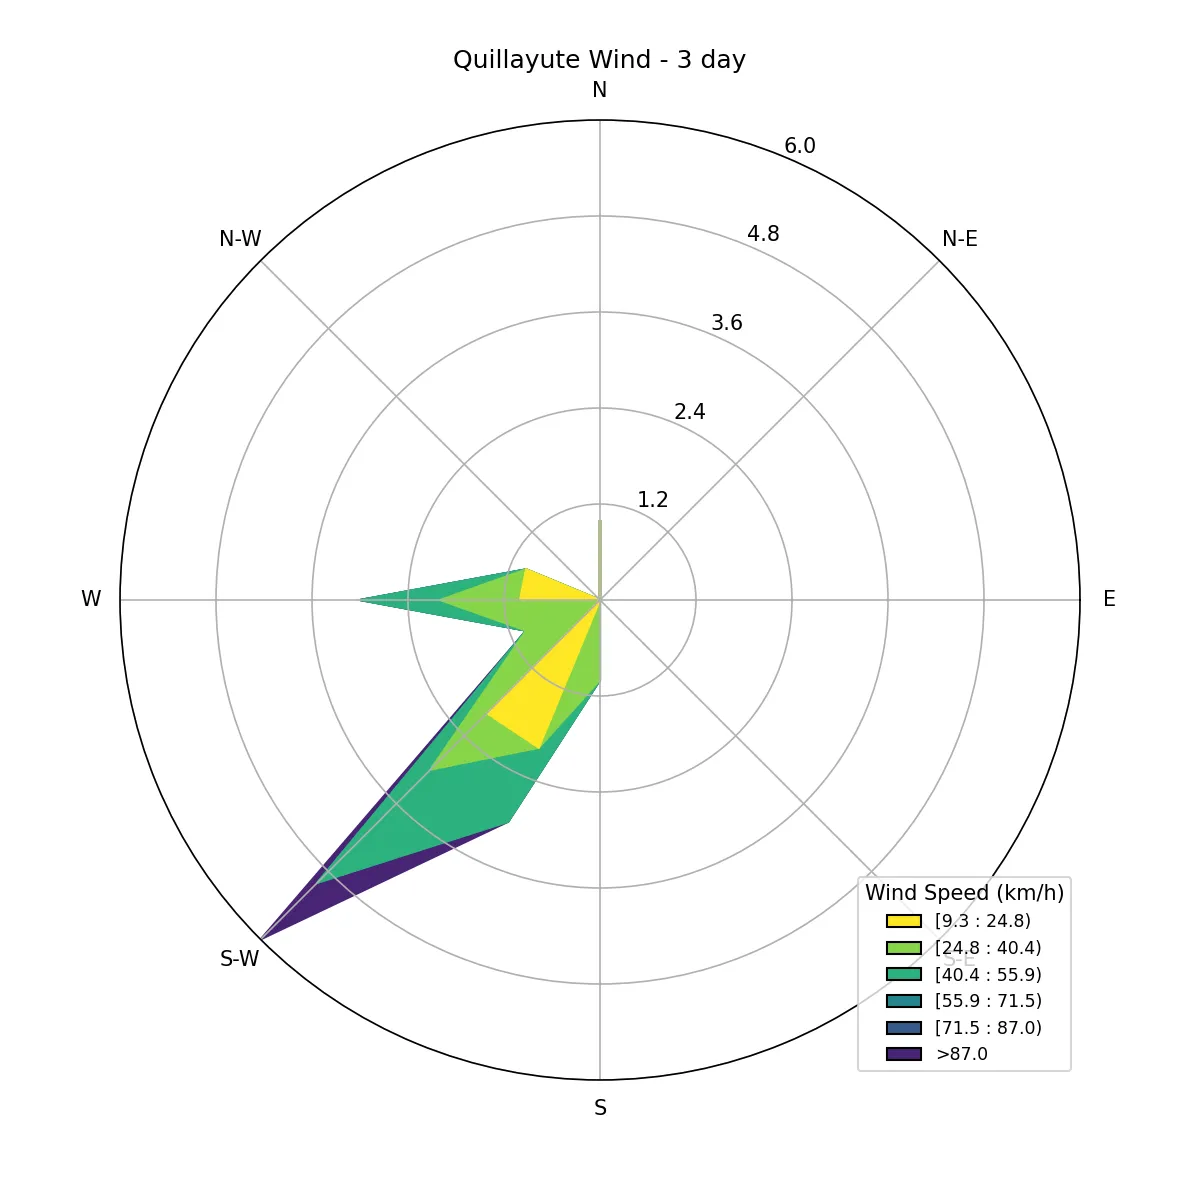 Quillayute Wind - 3 day
N
6.0
N-W
4.8
N-E
3.6
2.4
1.2
W
E
S-W
S-E
S
Wind Speed (km/h)
[9.3 : 24.8)
[24.8 : 40.4)
[40.4 : 55.9)
[55.9 : 71.5)
[71.5 : 87.0)
>87.0